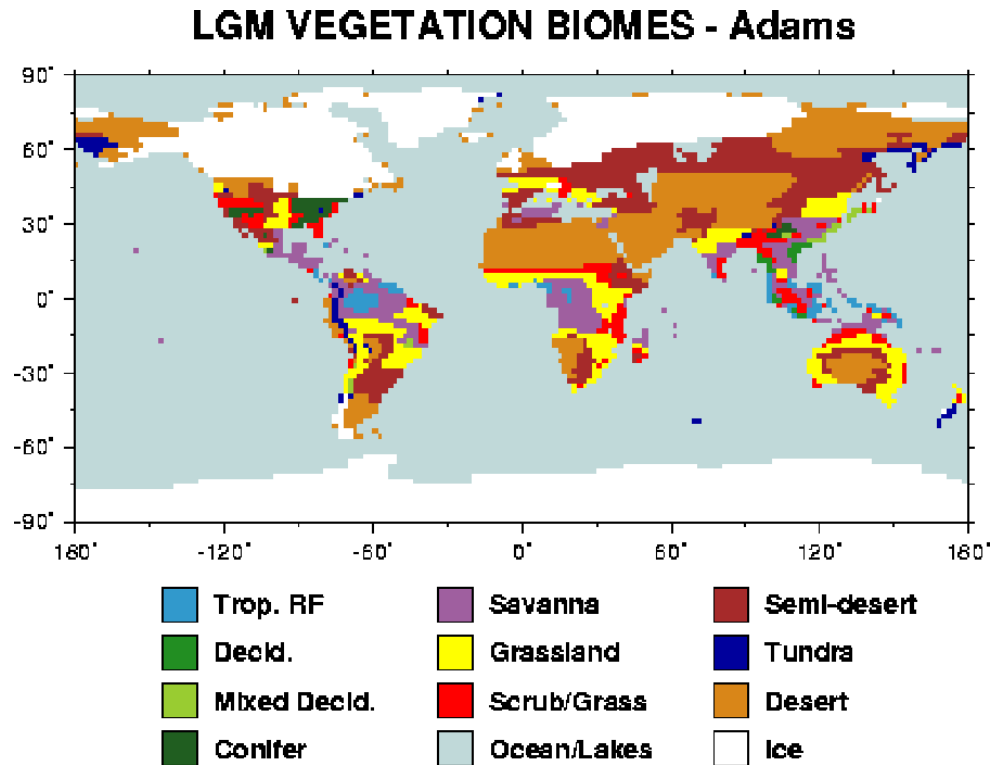 LGM VEGETATION BIOMES - Adams
90°
60°
30°
0°
-30°
-60°
-90°
180° -120° -60° 0° 60° 120° 180°
Trop. RF Savanna Semi-desert
Decid. Grassland Tundra
Mixed Decid. Scrub/Grass Desert
Conifer Ocean/Lakes Ice